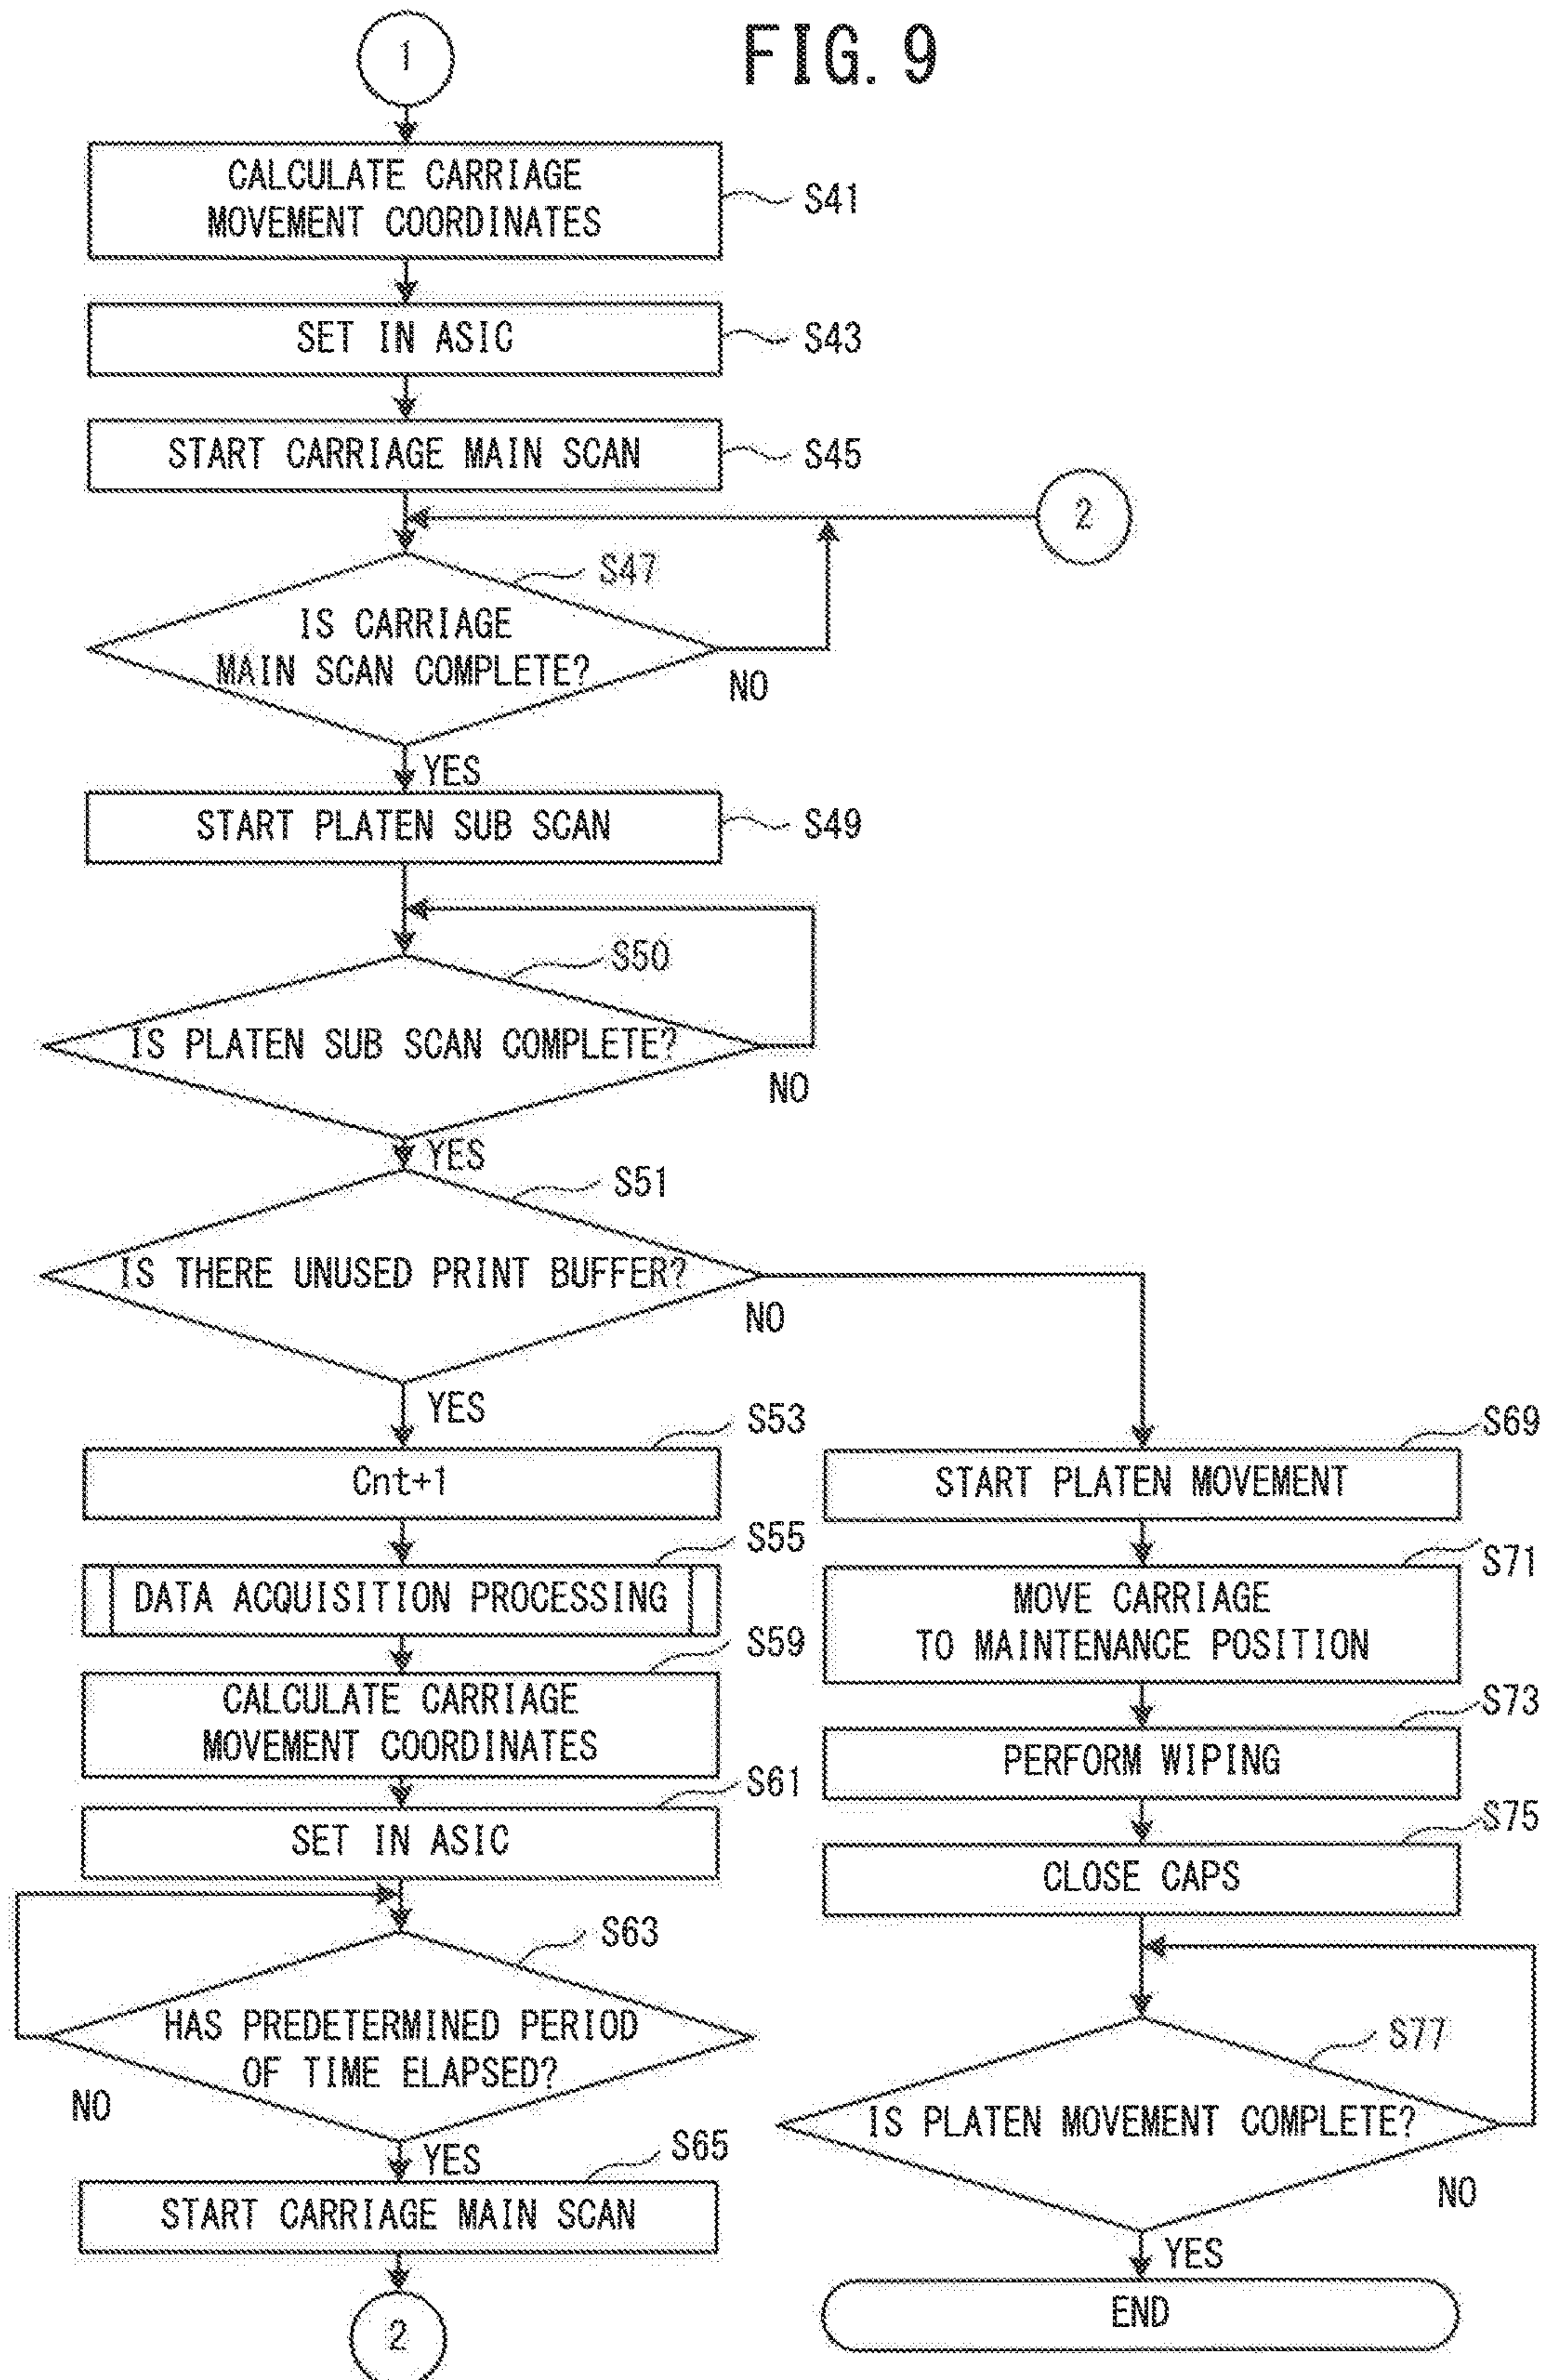 FIG. 9
1
CALCULATE CARRIAGE
MOVEMENT COORDINATES
S41
SET IN ASIC
S43
START CARRIAGE MAIN SCAN
S45
2
S47
IS CARRIAGE
MAIN SCAN COMPLETE?
NO
YES
START PLATEN SUB SCAN
S49
S50
IS PLATEN SUB SCAN COMPLETE?
NO
YES
S51
IS THERE UNUSED PRINT BUFFER?
NO
YES
S53
Cnt+1
S55
DATA ACQUISITION PROCESSING
S59
CALCULATE CARRIAGE
MOVEMENT COORDINATES
S61
SET IN ASIC
S63
HAS PREDETERMINED PERIOD
OF TIME ELAPSED?
NO
YES
S65
START CARRIAGE MAIN SCAN
2
S69
START PLATEN MOVEMENT
S71
MOVE CARRIAGE
TO MAINTENANCE POSITION
S73
PERFORM WIPING
S75
CLOSE CAPS
S77
IS PLATEN MOVEMENT COMPLETE?
NO
YES
END